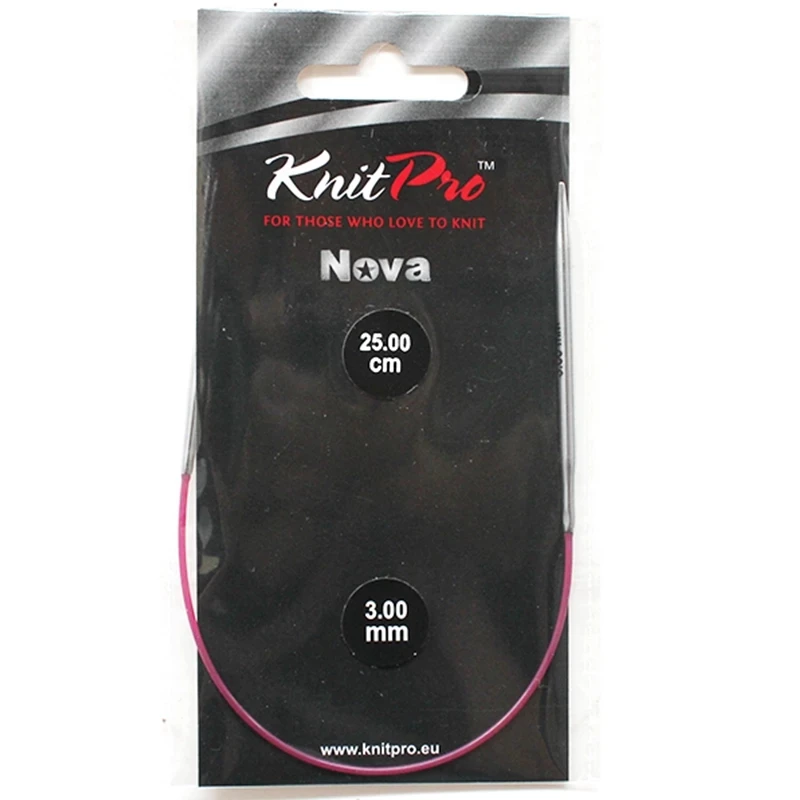 KnitPro™
FOR THOSE WHO LOVE TO KNIT
Nova
25.00
cm
3.00
mm
www.knitpro.eu